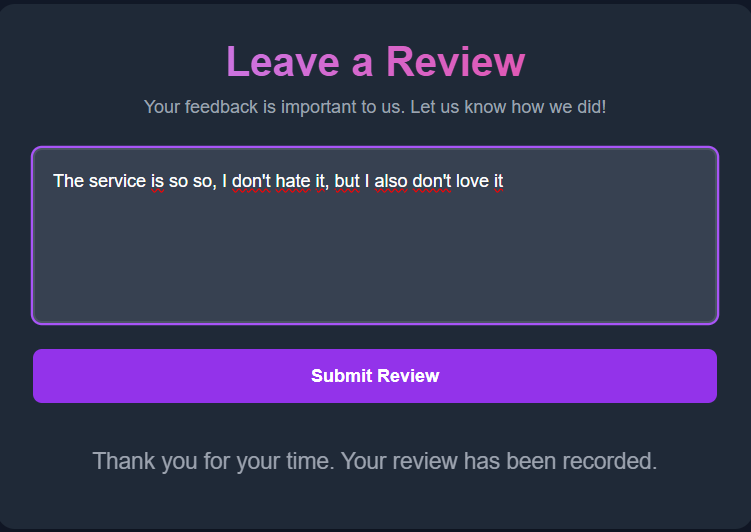 Leave a Review
Your feedback is important to us. Let us know how we did!
The service is so so, I don't hate it, but I also don't love it
Submit Review
Thank you for your time. Your review has been recorded.